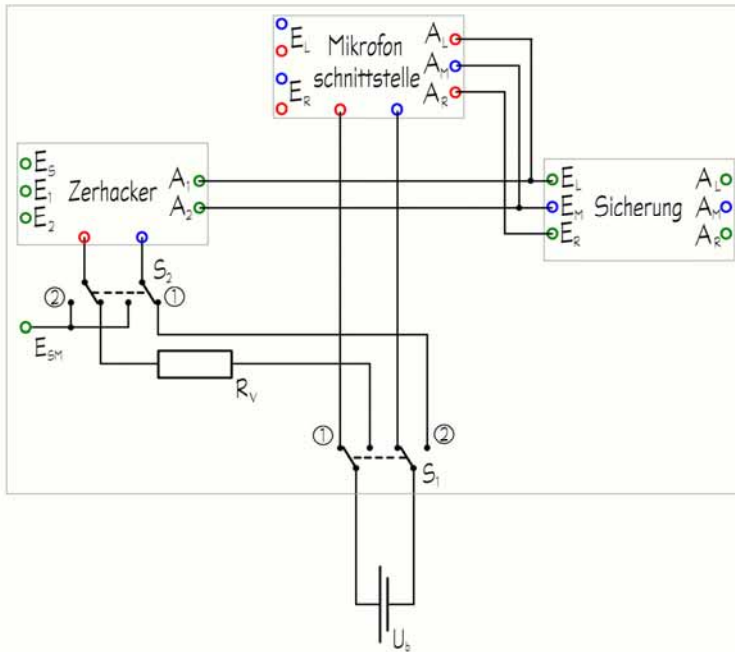 E_L
E_R
Mikrofon
schnittstelle
A_L
A_M
A_R
E_S
E_1
E_2
Zerhacker
A_1
A_2
E_L
E_M
E_R
Sicherung
A_L
A_M
A_R
S_2
②
①
E_SM
R_V
①
②
S_1
U_b